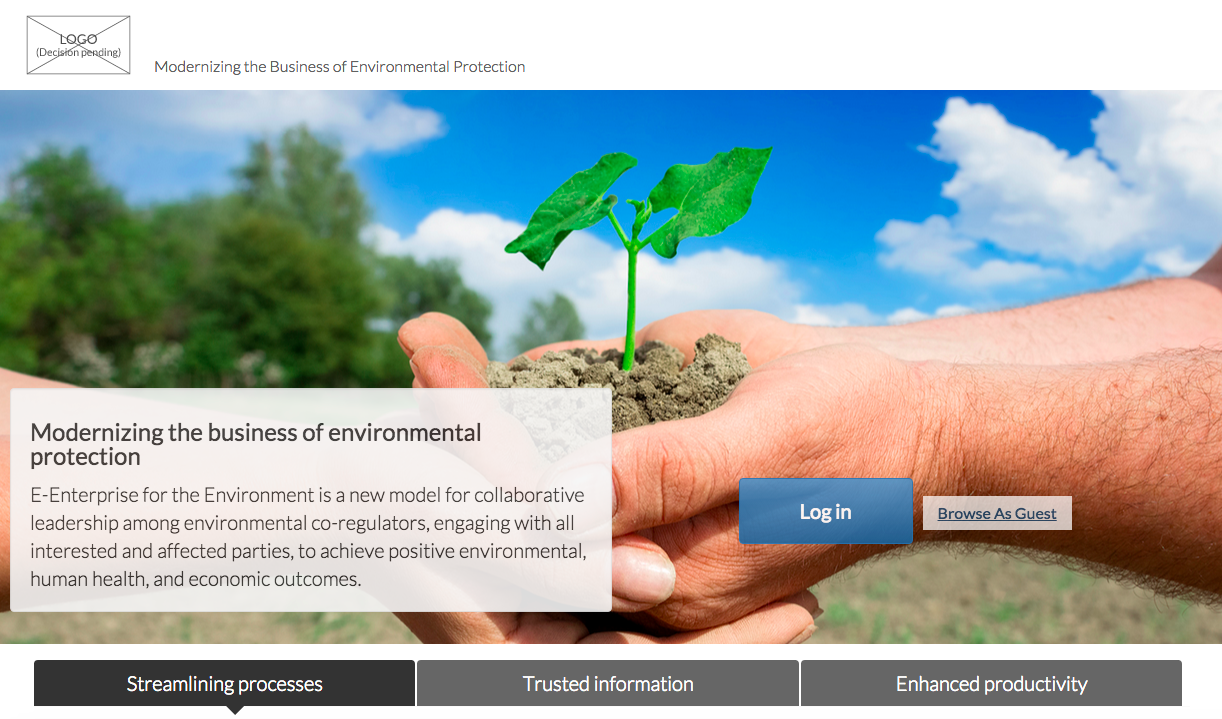 LOGO
(Decision pending)
Modernizing the Business of Environmental Protection
Modernizing the business of environmental
protection
E-Enterprise for the Environment is a new model for collaborative
leadership among environmental co-regulators, engaging with all
interested and affected parties, to achieve positive environmental,
human health, and economic outcomes.
Log in
Browse As Guest
Streamlining processes
Trusted information
Enhanced productivity